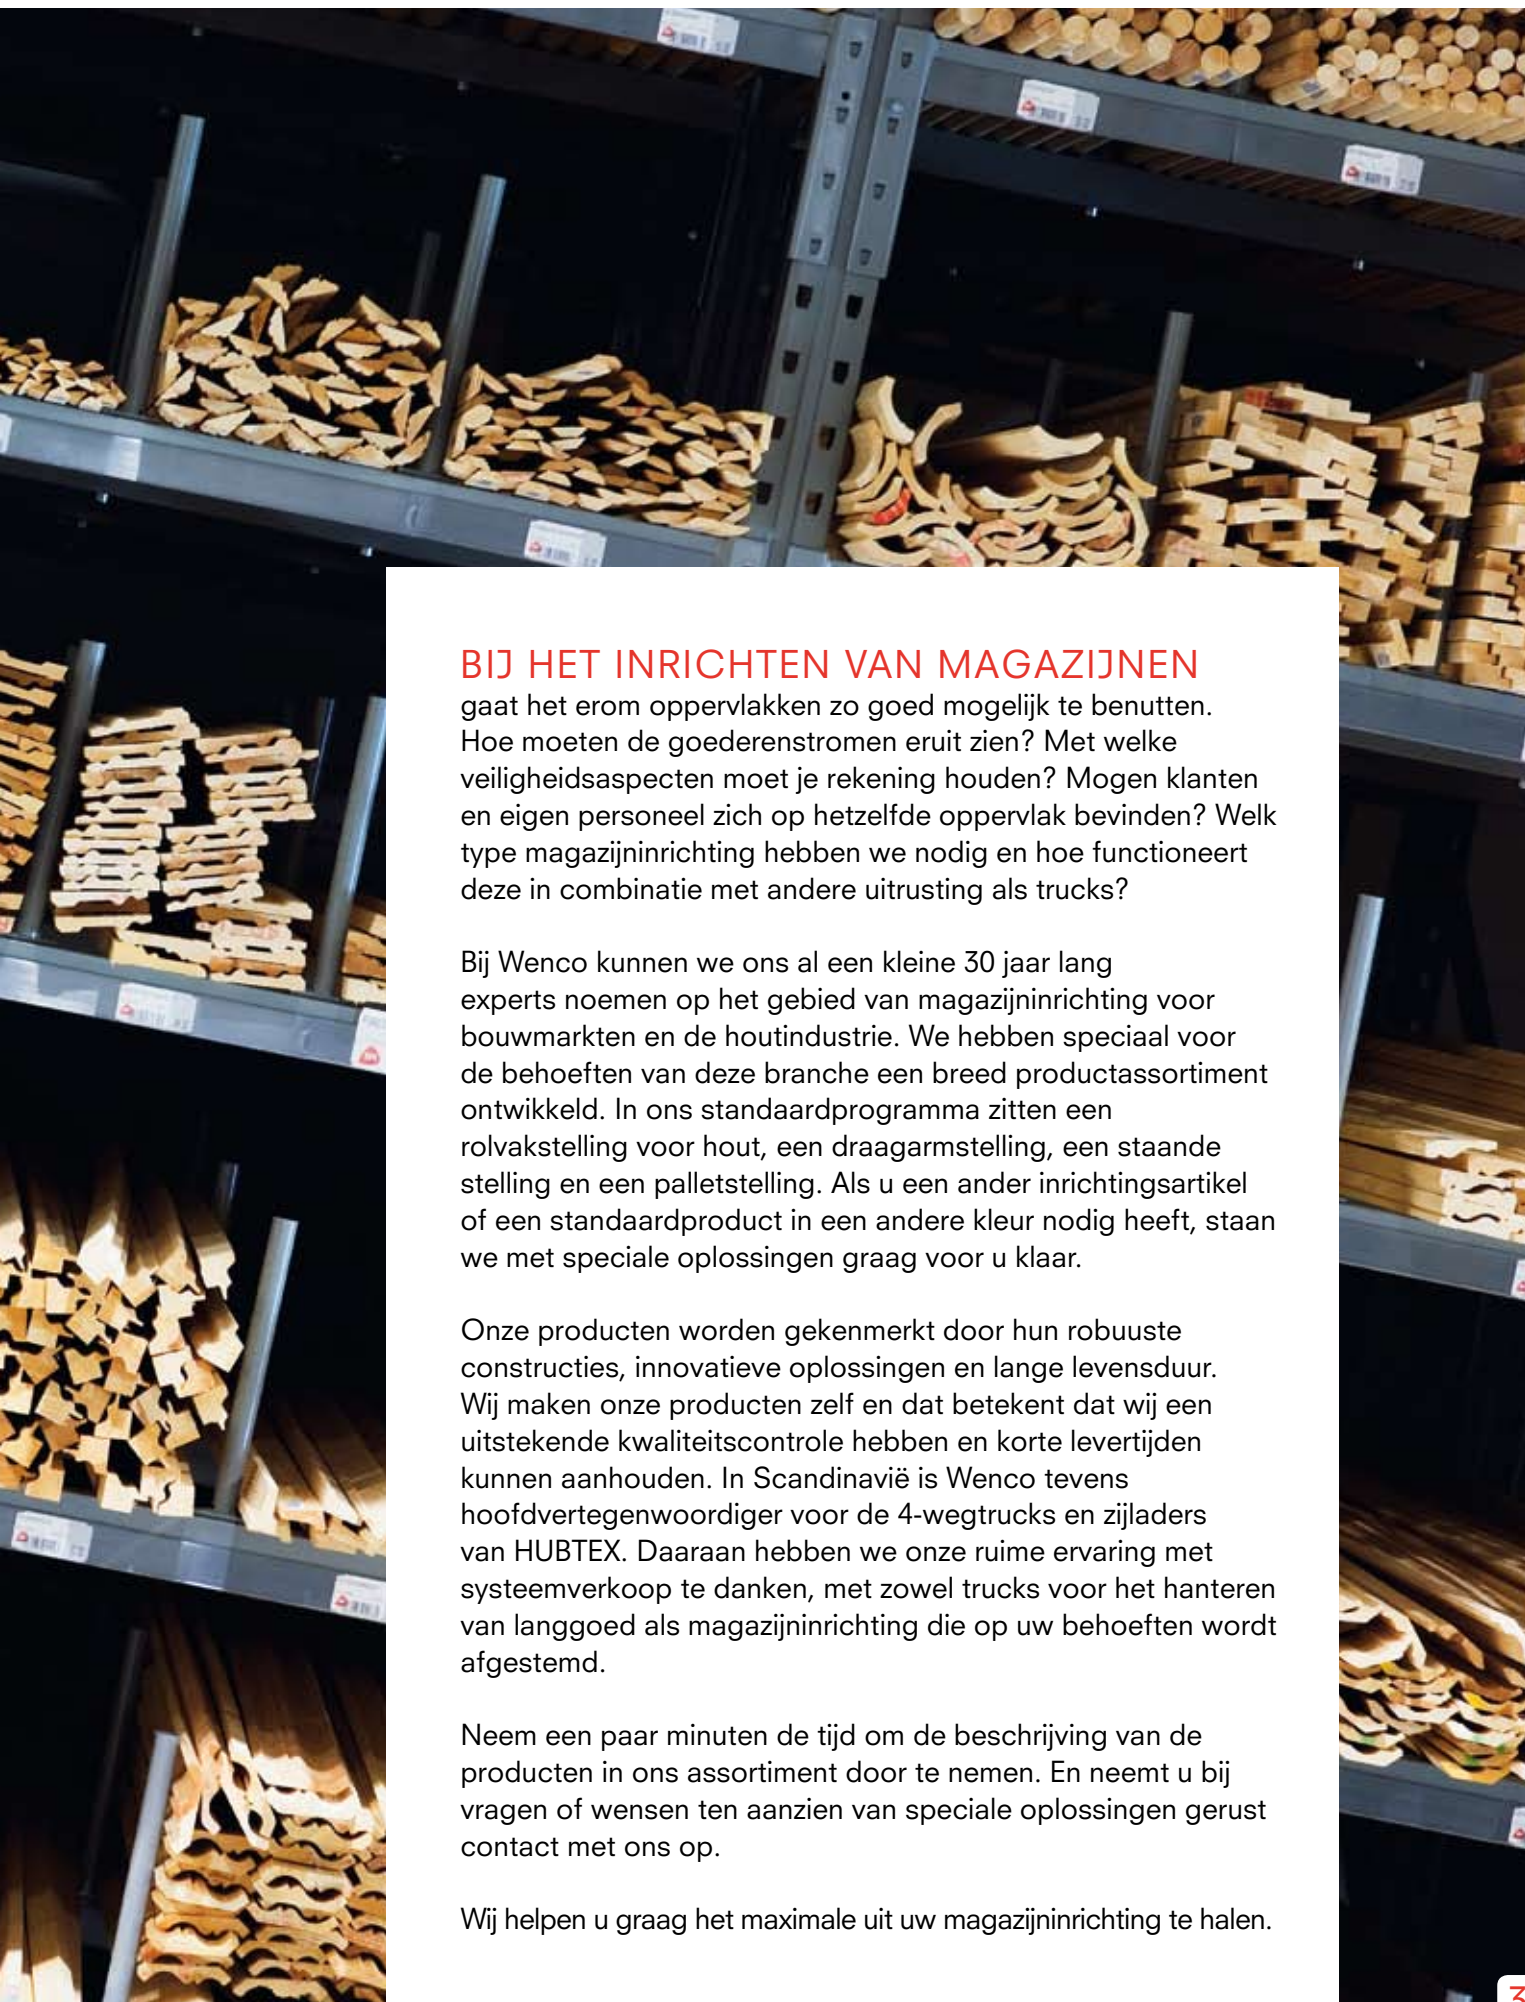 BIJ HET INRICHTEN VAN MAGAZIJNEN
gaat het erom oppervlakken zo goed mogelijk te benutten.
Hoe moeten de goederenstromen eruit zien? Met welke
veiligheidsaspecten moet je rekening houden? Mogen klanten
en eigen personeel zich op hetzelfde oppervlak bevinden? Welk
type magazijninrichting hebben we nodig en hoe functioneert
deze in combinatie met andere uitrusting als trucks?
Bij Wenco kunnen we ons al een kleine 30 jaar lang
experts noemen op het gebied van magazijninrichting voor
bouwmarkten en de houtindustrie. We hebben speciaal voor
de behoeften van deze branche een breed productassortiment
ontwikkeld. In ons standaardprogramma zitten een
rolvakstelling voor hout, een draagarmstelling, een staande
stelling en een palletstelling. Als u een ander inrichtingsartikel
of een standaardproduct in een andere kleur nodig heeft, staan
we met speciale oplossingen graag voor u klaar.
Onze producten worden gekenmerkt door hun robuuste
constructies, innovatieve oplossingen en lange levensduur.
Wij maken onze producten zelf en dat betekent dat wij een
uitstekende kwaliteitscontrole hebben en korte levertijden
kunnen aanhouden. In Scandinavië is Wenco tevens
hoofdvertegenwoordiger voor de 4-wegtrucks en zijladers
van HUBTEX. Daaraan hebben we onze ruime ervaring met
systeemverkoop te danken, met zowel trucks voor het hanteren
van langgoed als magazijninrichting die op uw behoeften wordt
afgestemd.
Neem een paar minuten de tijd om de beschrijving van de
producten in ons assortiment door te nemen. En neemt u bij
vragen of wensen ten aanzien van speciale oplossingen gerust
contact met ons op.
Wij helpen u graag het maximale uit uw magazijninrichting te halen.
3